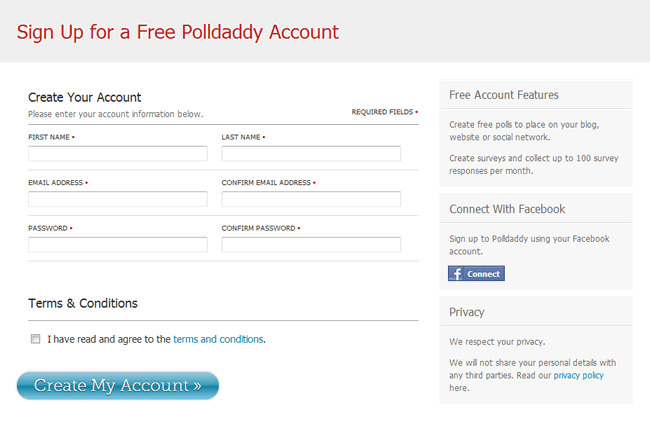 Sign Up for a Free Polldaddy Account
Create Your Account
Please enter your account information below.
REQUIRED FIELDS •
FIRST NAME •
LAST NAME •
EMAIL ADDRESS •
CONFIRM EMAIL ADDRESS •
PASSWORD •
CONFIRM PASSWORD •
Terms & Conditions
I have read and agree to the terms and conditions.
Create My Account »
Free Account Features
Create free polls to place on your blog,
website or social network.
Create surveys and collect up to 100 survey
responses per month.
Connect With Facebook
Sign up to Polldaddy using your Facebook
account.
f Connect
Privacy
We respect your privacy.
We will not share your personal details with
any third parties. Read our privacy policy
here.